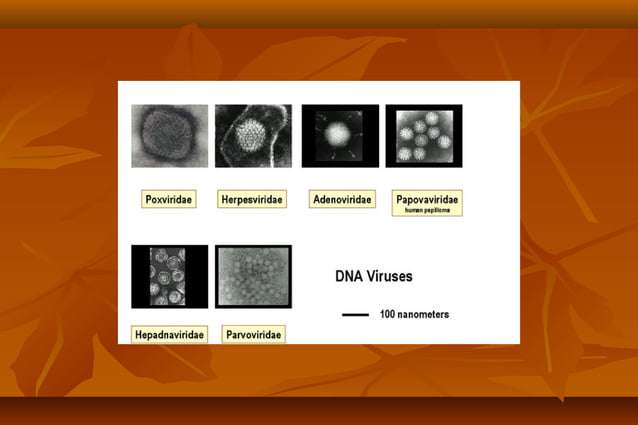 Poxviridae
Herpesviridae
Adenoviridae
Papovaviridae
human papilloma
Hepadnaviridae
Parvoviridae
DNA Viruses
100 nanometers